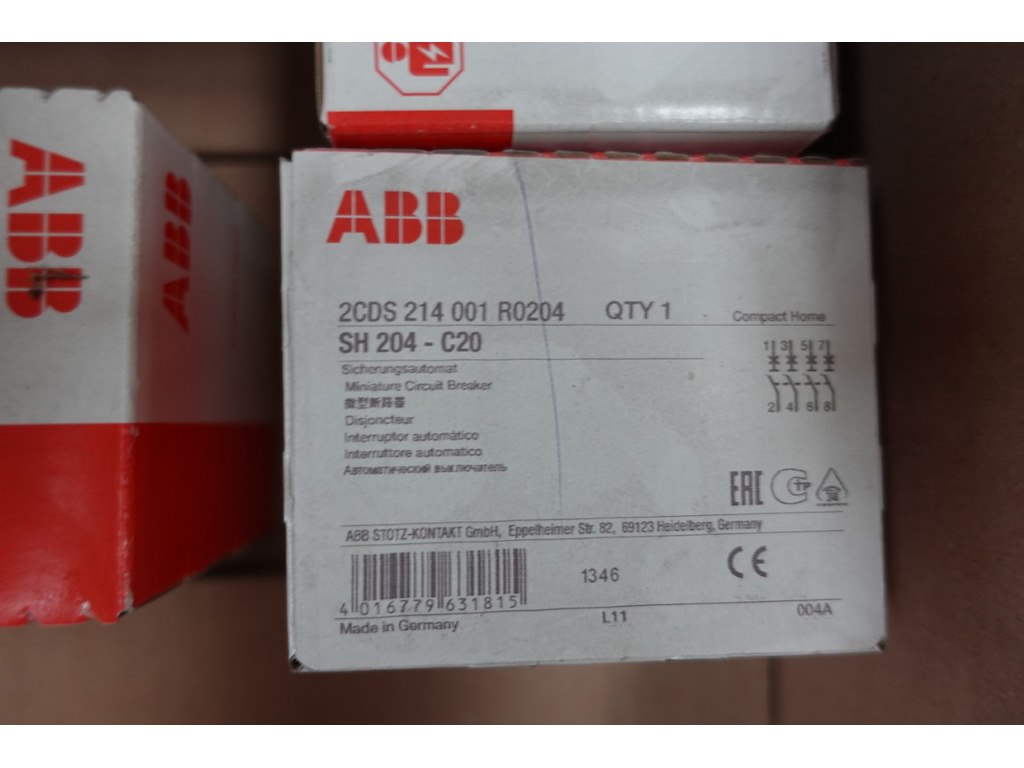 ABB
ABB
ABB
2CDS 214 001 R0204 QTY 1
Compact Home
SH 204 - C20
Sicherungsautomat
Miniature Circuit Breaker
微型断路器
Disjoncteur
Interruptor automático
Interruttore automatico
Автоматический выключатель
1 3 5 7
2 4 6 8
EAC
ABB STOTZ-KONTAKT GmbH, Eppelheimer Str. 82, 69123 Heidelberg, Germany
CE
1346
4 016779 631815
Made in Germany
L11
004A